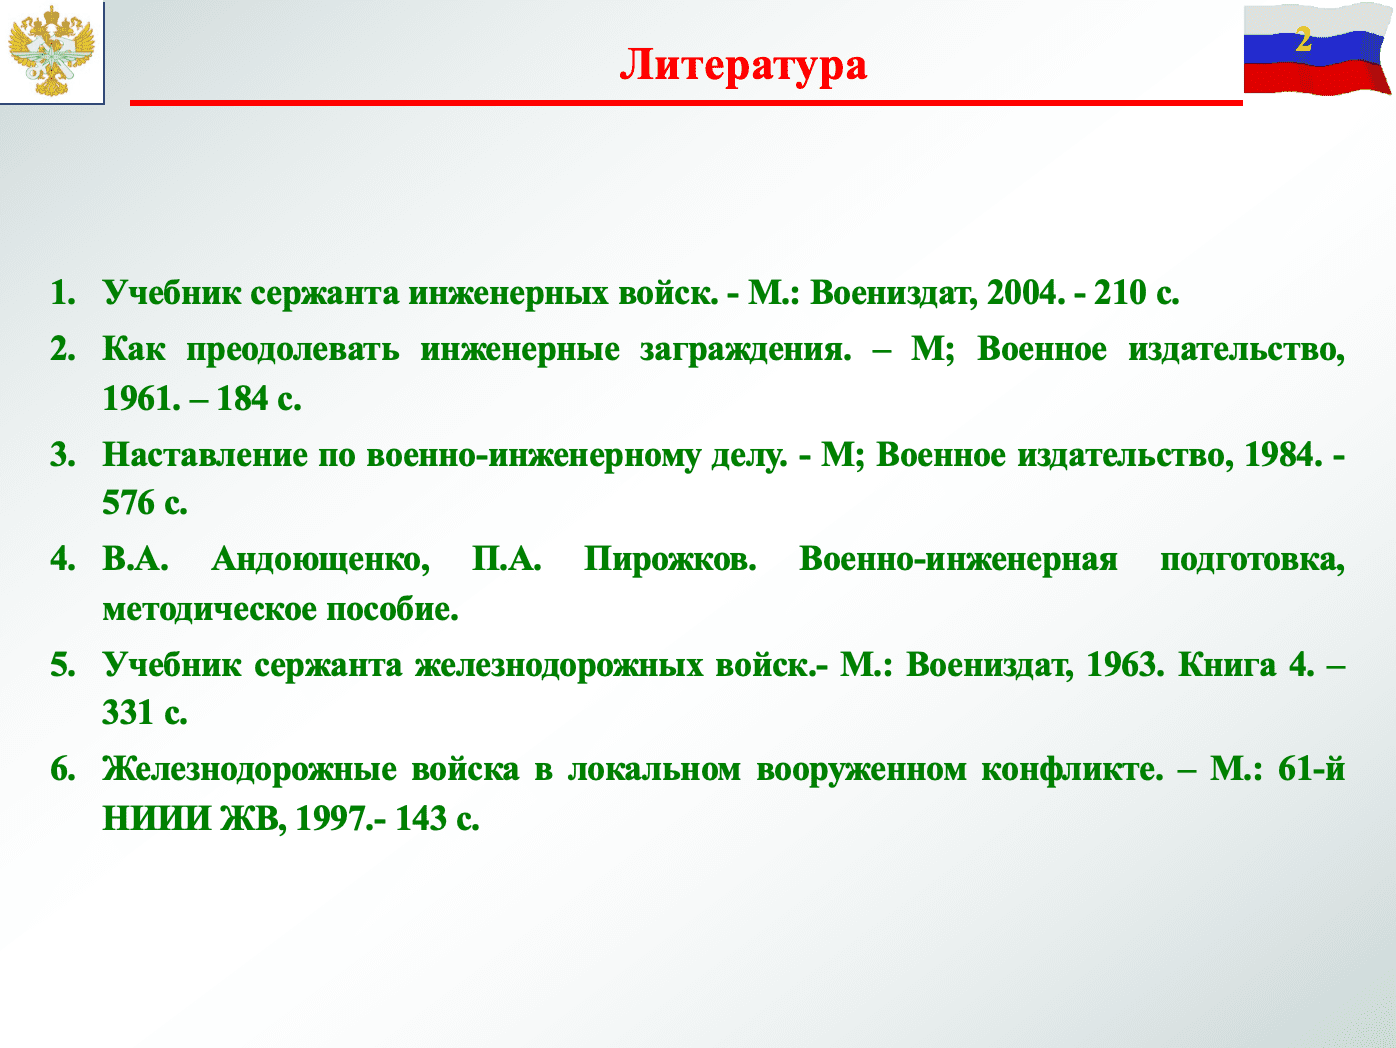 Литература
2
1. Учебник сержанта инженерных войск. - М.: Воениздат, 2004. - 210 с.
2. Как преодолевать инженерные заграждения. – М; Военное издательство,
1961. – 184 с.
3. Наставление по военно-инженерному делу. - М; Военное издательство, 1984. -
576 с.
4. В.А. Андоющенко, П.А. Пирожков. Военно-инженерная подготовка,
методическое пособие.
5. Учебник сержанта железнодорожных войск.- М.: Воениздат, 1963. Книга 4. –
331 с.
6. Железнодорожные войска в локальном вооруженном конфликте. – М.: 61-й
НИИИ ЖВ, 1997.- 143 с.